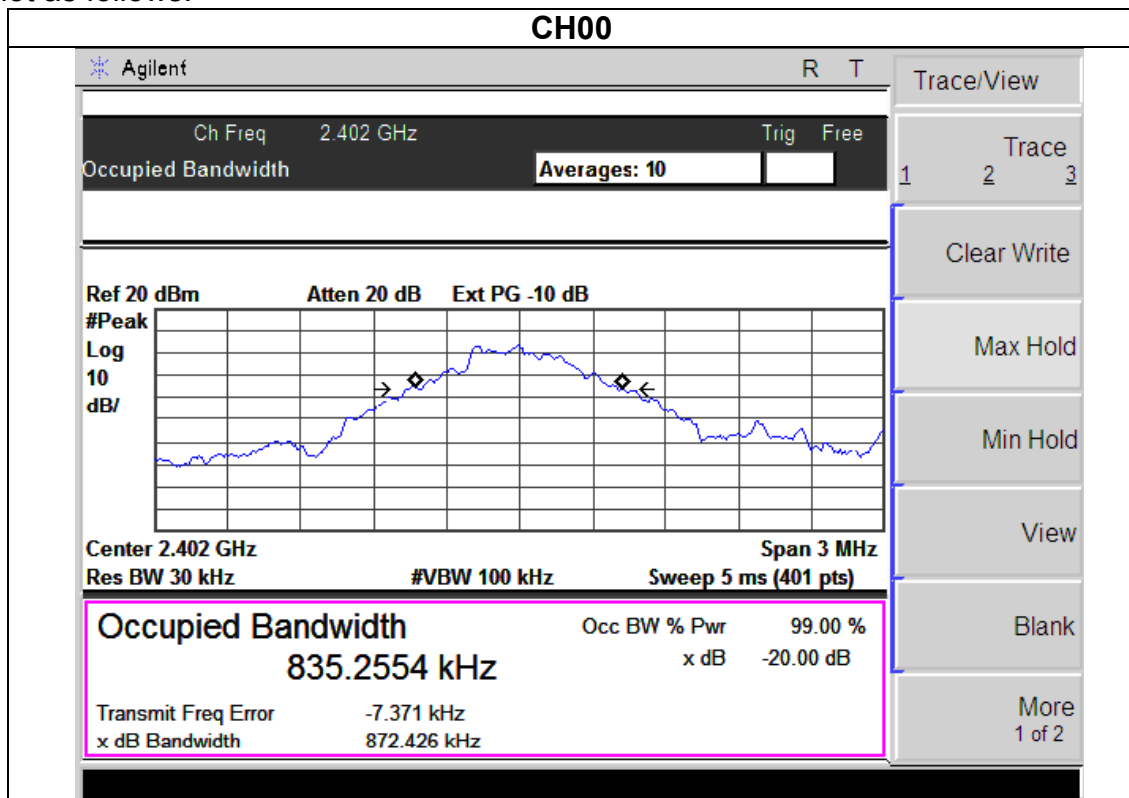 CH00
Agilent R T
Trace/View
Ch Freq 2.402 GHz Trig Free
Occupied Bandwidth Averages: 10
Trace
1 2 3
Clear Write
Ref 20 dBm Atten 20 dB Ext PG -10 dB
#Peak
Log
10
dB/
Max Hold
Min Hold
View
Center 2.402 GHz Span 3 MHz
Res BW 30 kHz #VBW 100 kHz Sweep 5 ms (401 pts)
Occupied Bandwidth Occ BW % Pwr 99.00 %
835.2554 kHz x dB -20.00 dB
Transmit Freq Error -7.371 kHz
x dB Bandwidth 872.426 kHz
Blank
More
1 of 2